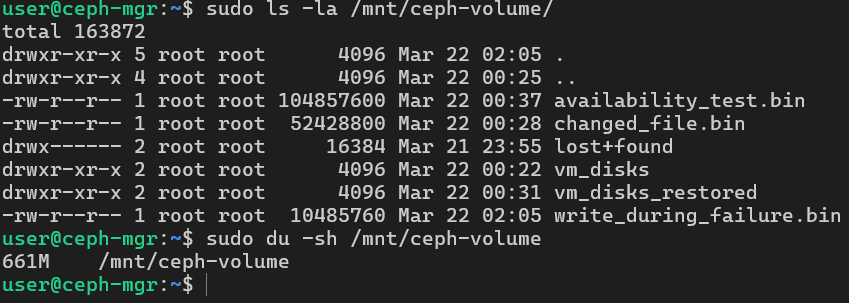 user@ceph-mgr:~$ sudo ls -la /mnt/ceph-volume/
total 163872
drwxr-xr-x 5 root root      4096 Mar 22 02:05 .
drwxr-xr-x 4 root root      4096 Mar 22 00:25 ..
-rw-r--r-- 1 root root 104857600 Mar 22 00:37 availability_test.bin
-rw-r--r-- 1 root root  52428800 Mar 22 00:28 changed_file.bin
drwx------ 2 root root     16384 Mar 21 23:55 lost+found
drwxr-xr-x 2 root root      4096 Mar 22 00:22 vm_disks
drwxr-xr-x 2 root root      4096 Mar 22 00:31 vm_disks_restored
-rw-r--r-- 1 root root  10485760 Mar 22 02:05 write_during_failure.bin
user@ceph-mgr:~$ sudo du -sh /mnt/ceph-volume
661M    /mnt/ceph-volume
user@ceph-mgr:~$